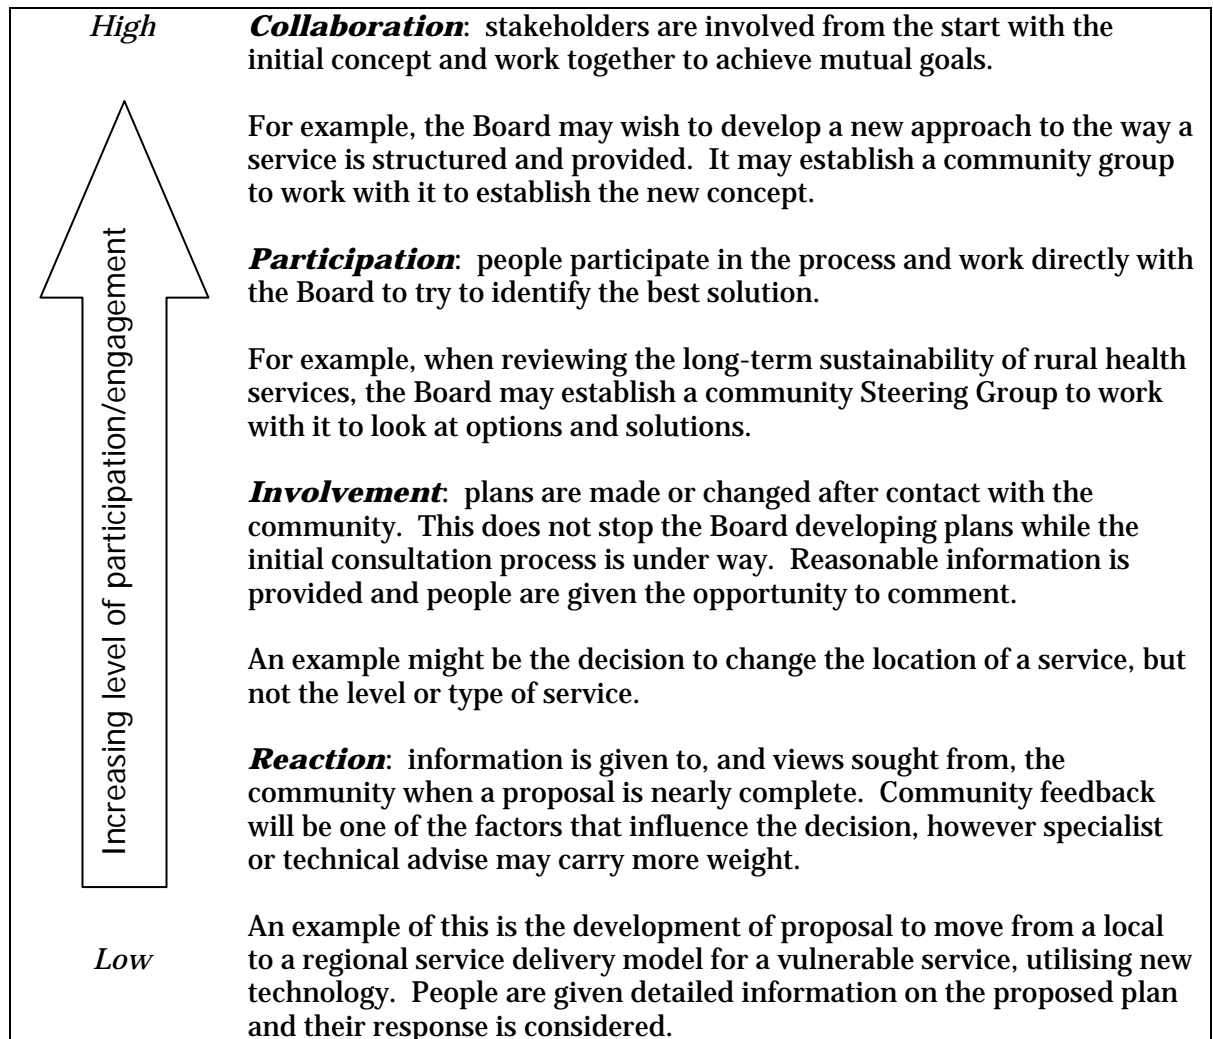 High
Collaboration: stakeholders are involved from the start with the
initial concept and work together to achieve mutual goals.
For example, the Board may wish to develop a new approach to the way a
service is structured and provided. It may establish a community group
to work with it to establish the new concept.
Increasing level of participation/engagement
Participation: people participate in the process and work directly with
the Board to try to identify the best solution.
For example, when reviewing the long-term sustainability of rural health
services, the Board may establish a community Steering Group to work
with it to look at options and solutions.
Involvement: plans are made or changed after contact with the
community. This does not stop the Board developing plans while the
initial consultation process is under way. Reasonable information is
provided and people are given the opportunity to comment.
An example might be the decision to change the location of a service, but
not the level or type of service.
Reaction: information is given to, and views sought from, the
community when a proposal is nearly complete. Community feedback
will be one of the factors that influence the decision, however specialist
or technical advise may carry more weight.
Low
An example of this is the development of proposal to move from a local
to a regional service delivery model for a vulnerable service, utilising new
technology. People are given detailed information on the proposed plan
and their response is considered.